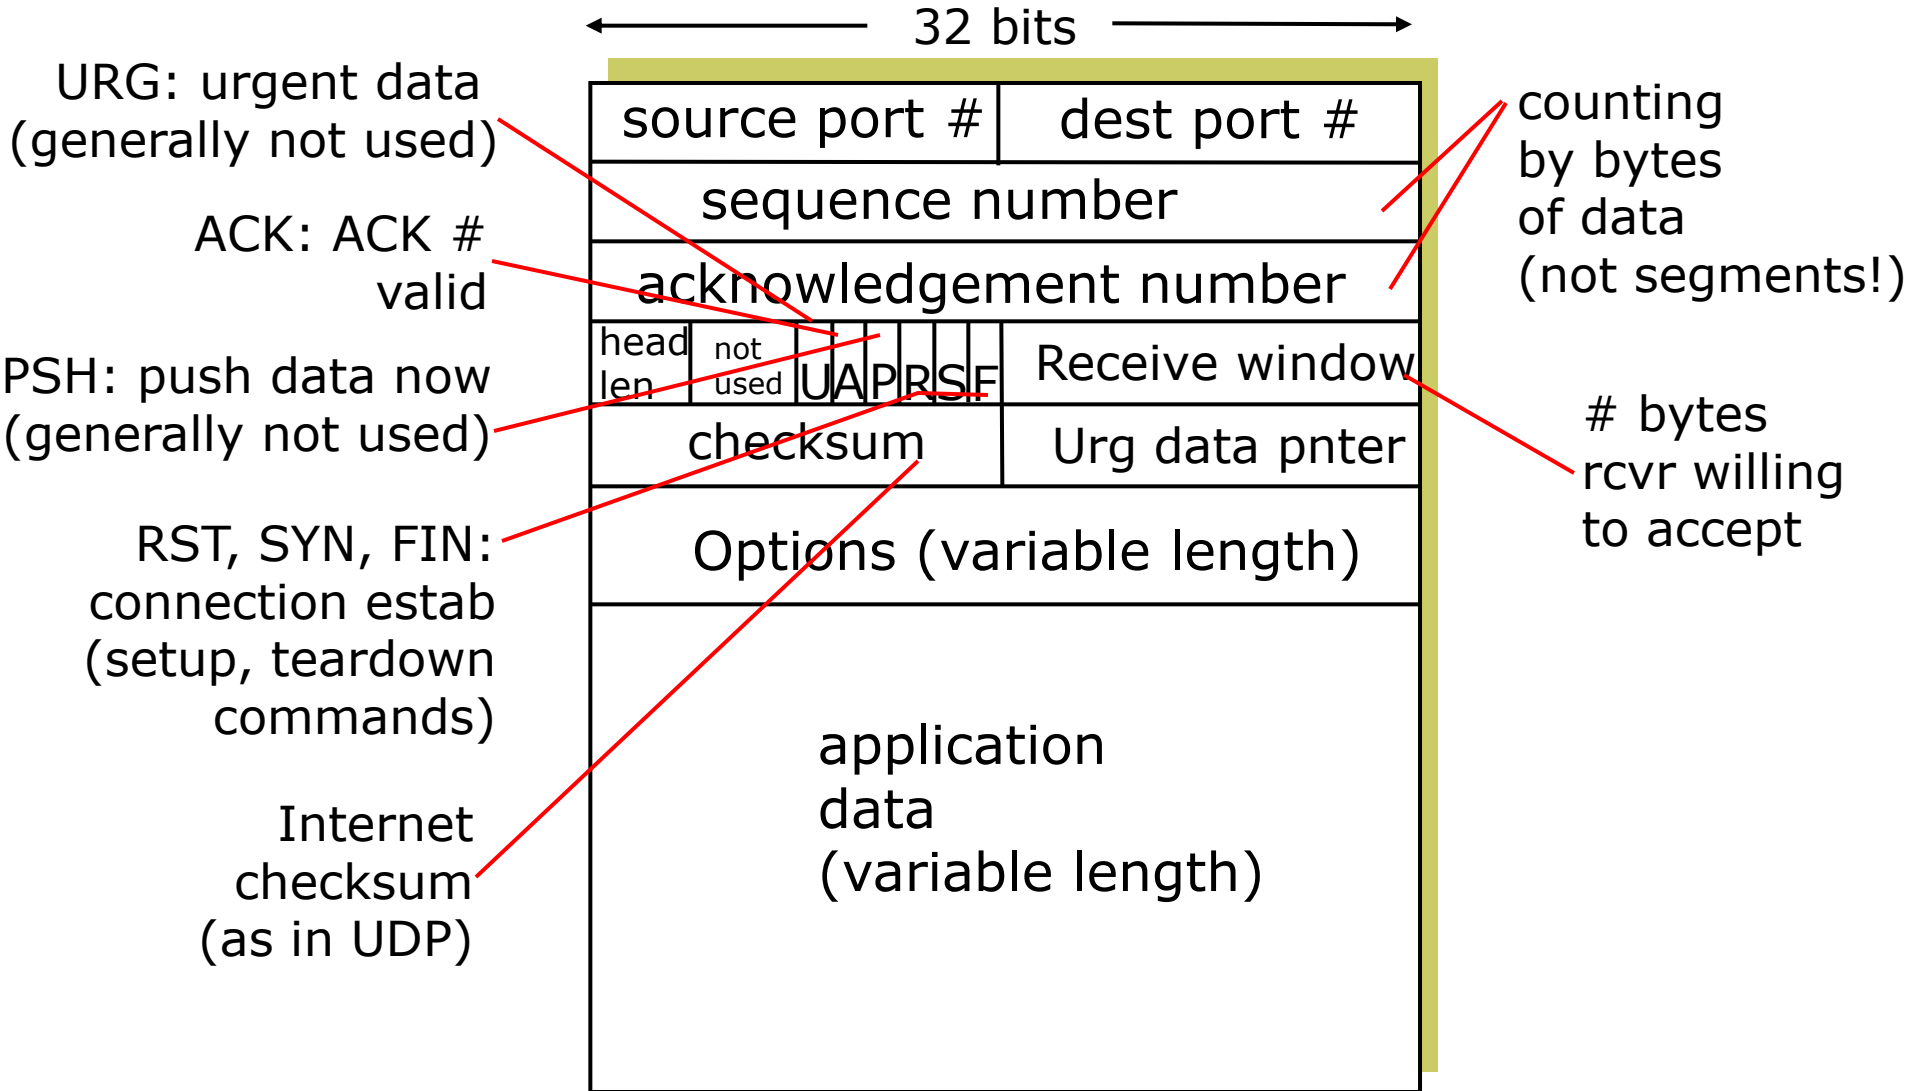 32 bits
URG: urgent data
(generally not used)
ACK: ACK #
valid
PSH: push data now
(generally not used)
RST, SYN, FIN:
connection estab
(setup, teardown
commands)
Internet
checksum
(as in UDP)
source port #
dest port #
sequence number
acknowledgement number
head
len
not
used
U
A
P
R
S
F
Receive window
checksum
Urg data pnter
Options (variable length)
application
data
(variable length)
counting
by bytes
of data
(not segments!)
# bytes
rcvr willing
to accept